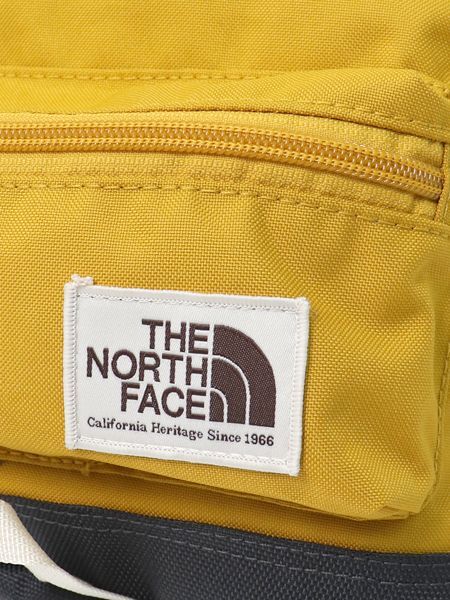 THE
NORTH
FACE
California Heritage Since 1966